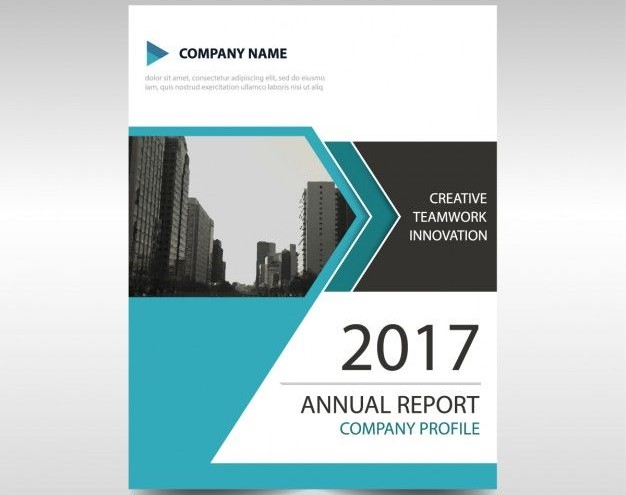 COMPANY NAME
dolor sit amet, consectetur adipiscing elit, sed do eiusmo
iam, quis nostrud exercitation ullamco laboris nisi ut aliq
CREATIVE
TEAMWORK
INNOVATION
2017
ANNUAL REPORT
COMPANY PROFILE